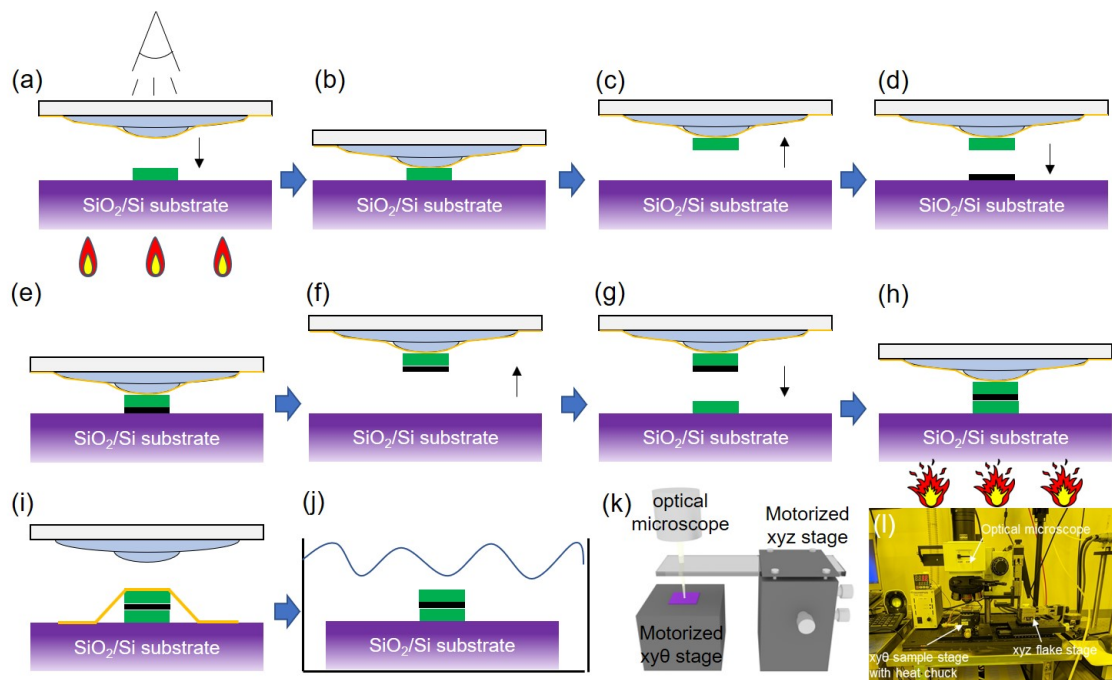 (a)
(b)
(c)
(d)
SiO₂/Si substrate
SiO₂/Si substrate
SiO₂/Si substrate
SiO₂/Si substrate
(e)
(f)
(g)
(h)
SiO₂/Si substrate
SiO₂/Si substrate
SiO₂/Si substrate
SiO₂/Si substrate
(i)
(j)
SiO₂/Si substrate
SiO₂/Si substrate
(k)
optical
microscope
Motorized
xyz stage
Motorized
xyθ stage
(l)
Optical microscope
xyθ sample stage
with heat chuck
xyz flake stage